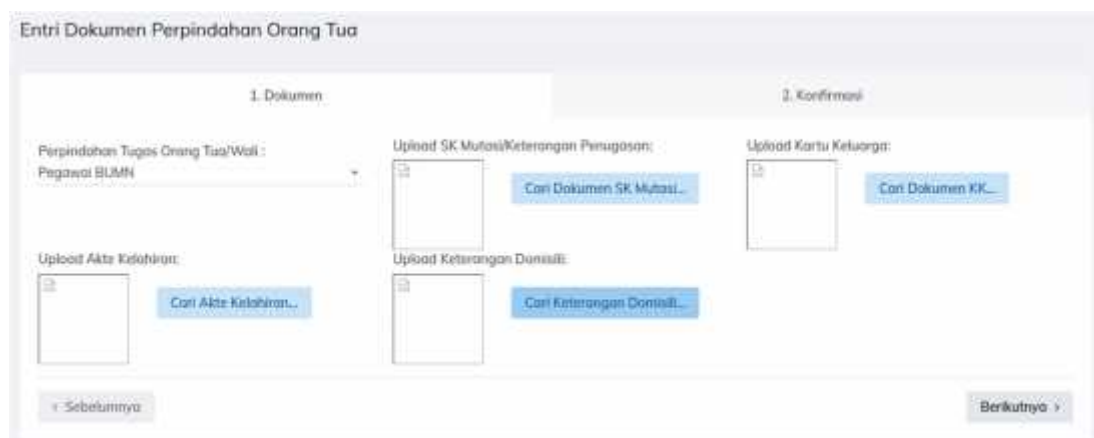 Entri Dokumen Perpindahan Orang Tua
1. Dokumen
2. Konfirmasi
Perpindahan Tugas Orang Tua/Wali :
Pegawai BUMN
Upload SK Mutasi/Keterangan Penugasan:
Cari Dokumen SK Mutasi...
Upload Kartu Keluarga:
Cari Dokumen KK...
Upload Akte Kelahiran:
Cari Akte Kelahiran...
Upload Keterangan Domisili:
Cari Keterangan Domisili...
‹ Sebelumnya
Berikutnya ›